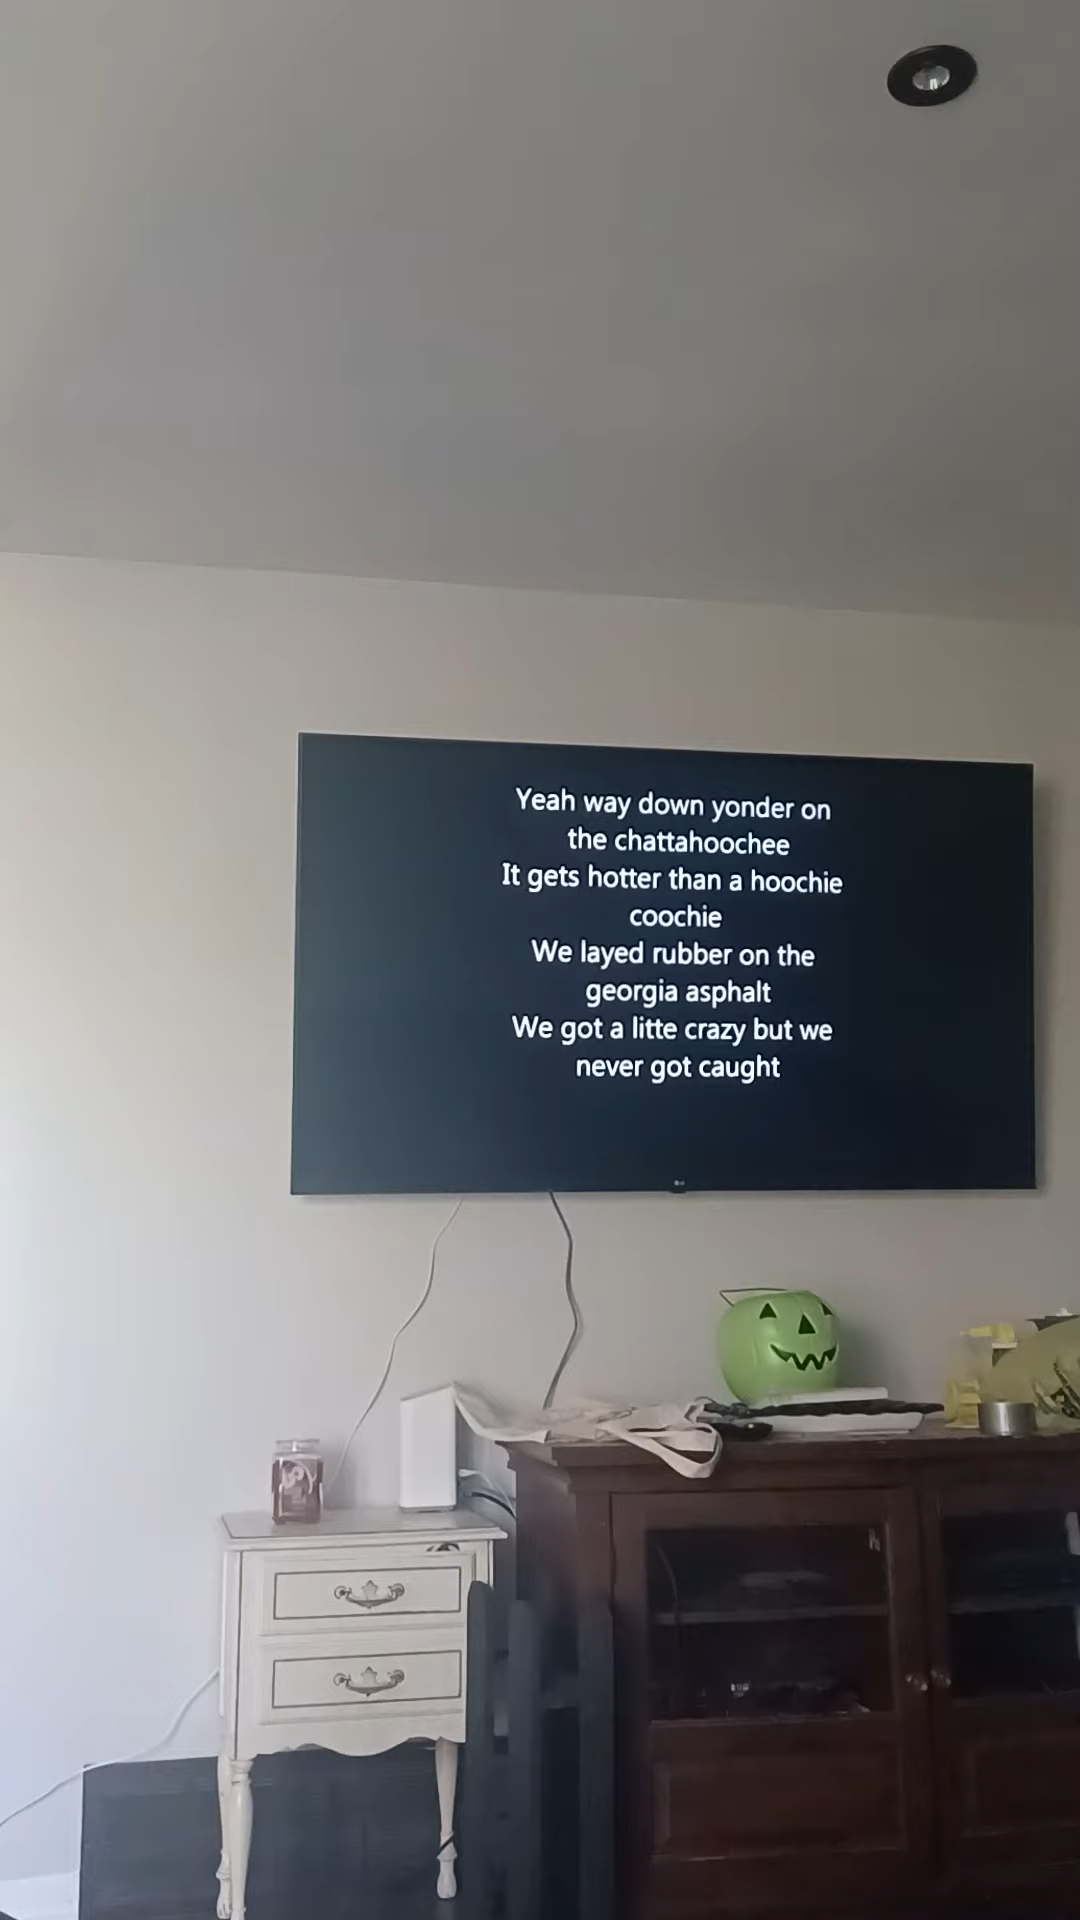 Yeah way down yonder on
the chattahoochee
It gets hotter than a hoochie
coochie
We layed rubber on the
georgia asphalt
We got a litte crazy but we
never got caught